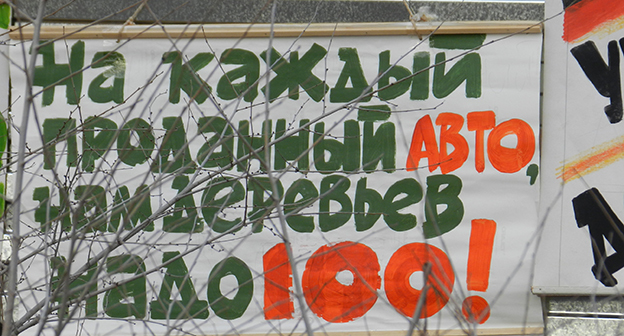 На каждый
проданный АВТО,
нам деревьев
надо 100!